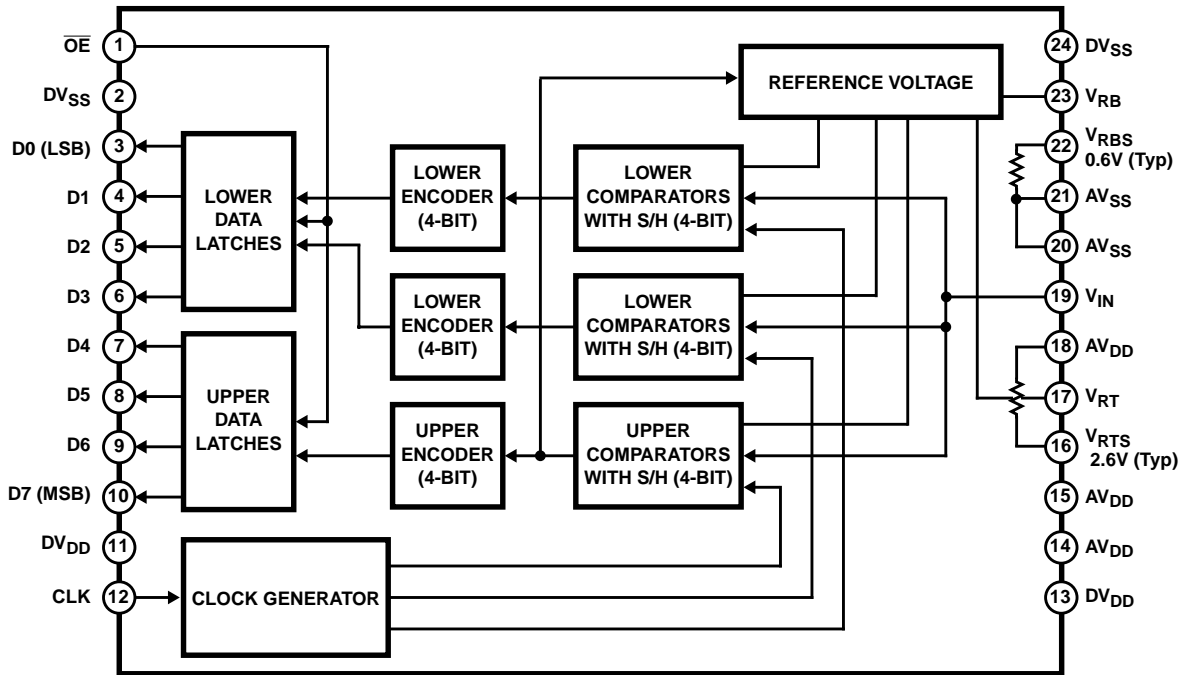 OE
1
DVSS
2
D0 (LSB)
3
D1
4
D2
5
D3
6
D4
7
D5
8
D6
9
D7 (MSB)
10
DVDD
11
CLK
12
LOWER
DATA
LATCHES
UPPER
DATA
LATCHES
CLOCK GENERATOR
LOWER
ENCODER
(4-BIT)
LOWER
ENCODER
(4-BIT)
UPPER
ENCODER
(4-BIT)
LOWER
COMPARATORS
WITH S/H (4-BIT)
LOWER
COMPARATORS
WITH S/H (4-BIT)
UPPER
COMPARATORS
WITH S/H (4-BIT)
REFERENCE VOLTAGE
24
DVSS
23
VRB
22
VRBS
0.6V (Typ)
21
AVSS
20
AVSS
19
VIN
18
AVDD
17
VRT
16
VRTS
2.6V (Typ)
15
AVDD
14
AVDD
13
DVDD